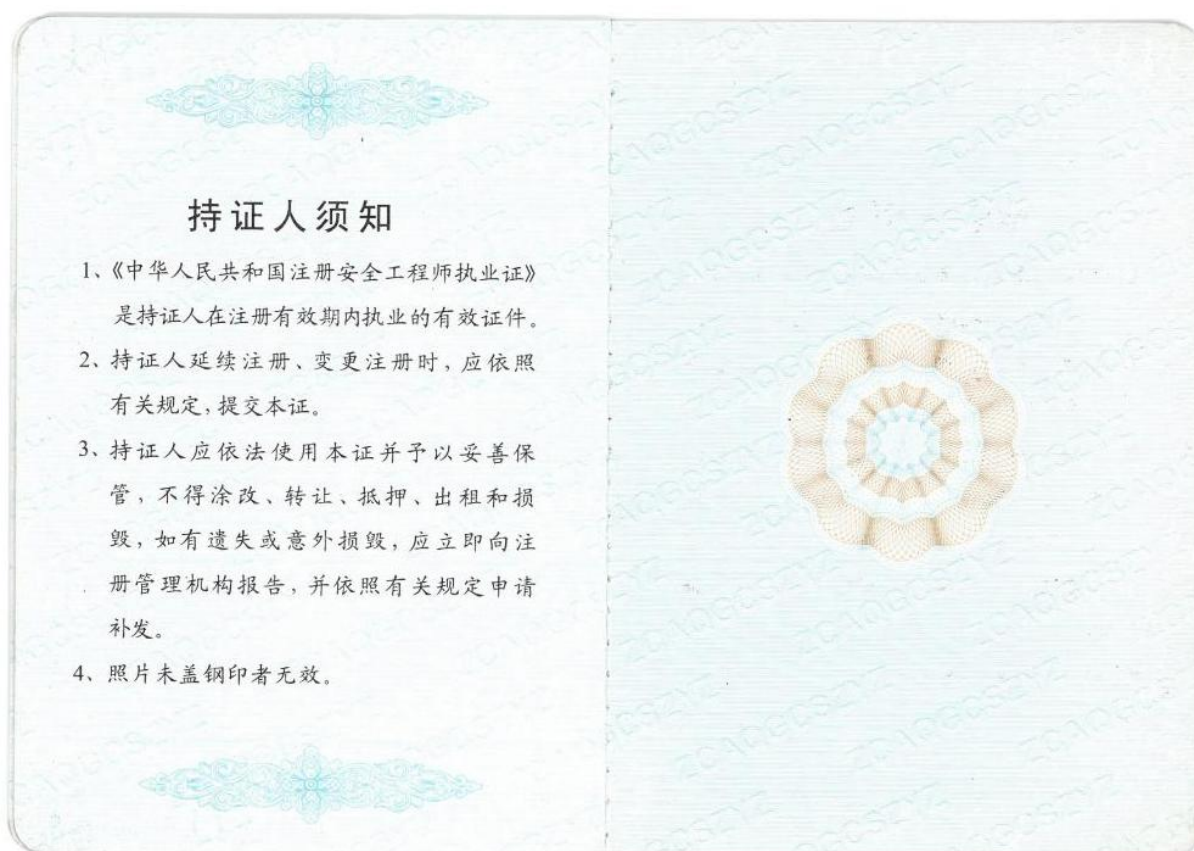 持证人须知
1、《中华人民共和国注册安全工程师执业证》
是持证人在注册有效期内执业的有效证件。
2、持证人延续注册、变更注册时，应依照
有关规定，提交本证。
3、持证人应依法使用本证并予以妥善保
管，不得涂改、转让、抵押、出租和损
毁，如有遗失或意外损毁，应立即向注
册管理机构报告，并依照有关规定申请
补发。
4、照片未盖钢印者无效。
ZCAQGCSZYZ